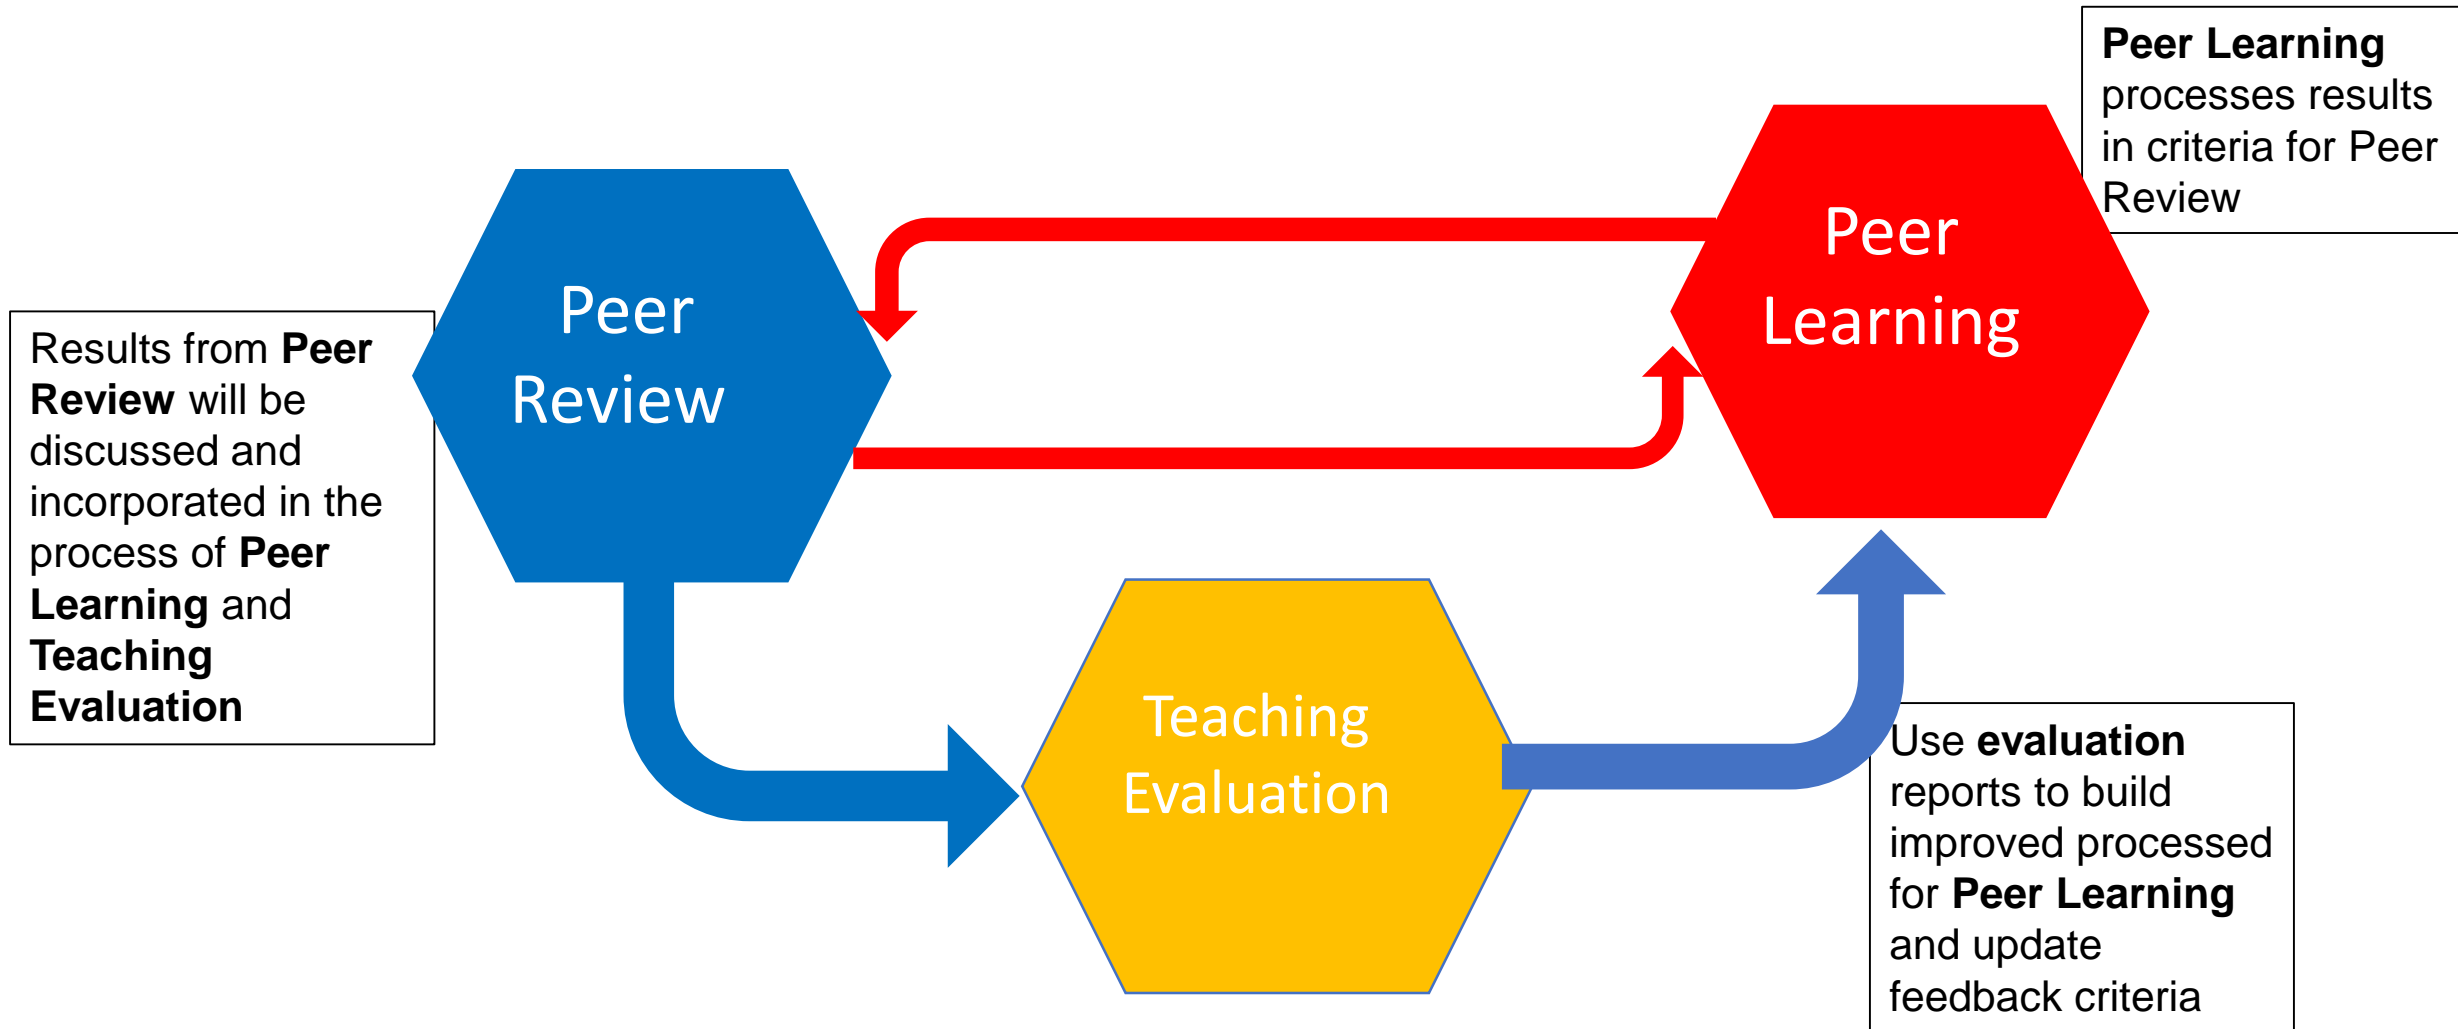 Peer Learning
processes results
in criteria for Peer
Review
Peer
Learning
Peer
Review
Results from Peer
Review will be
discussed and
incorporated in the
process of Peer
Learning and
Teaching
Evaluation
Teaching
Evaluation
Use evaluation
reports to build
improved processed
for Peer Learning
and update
feedback criteria